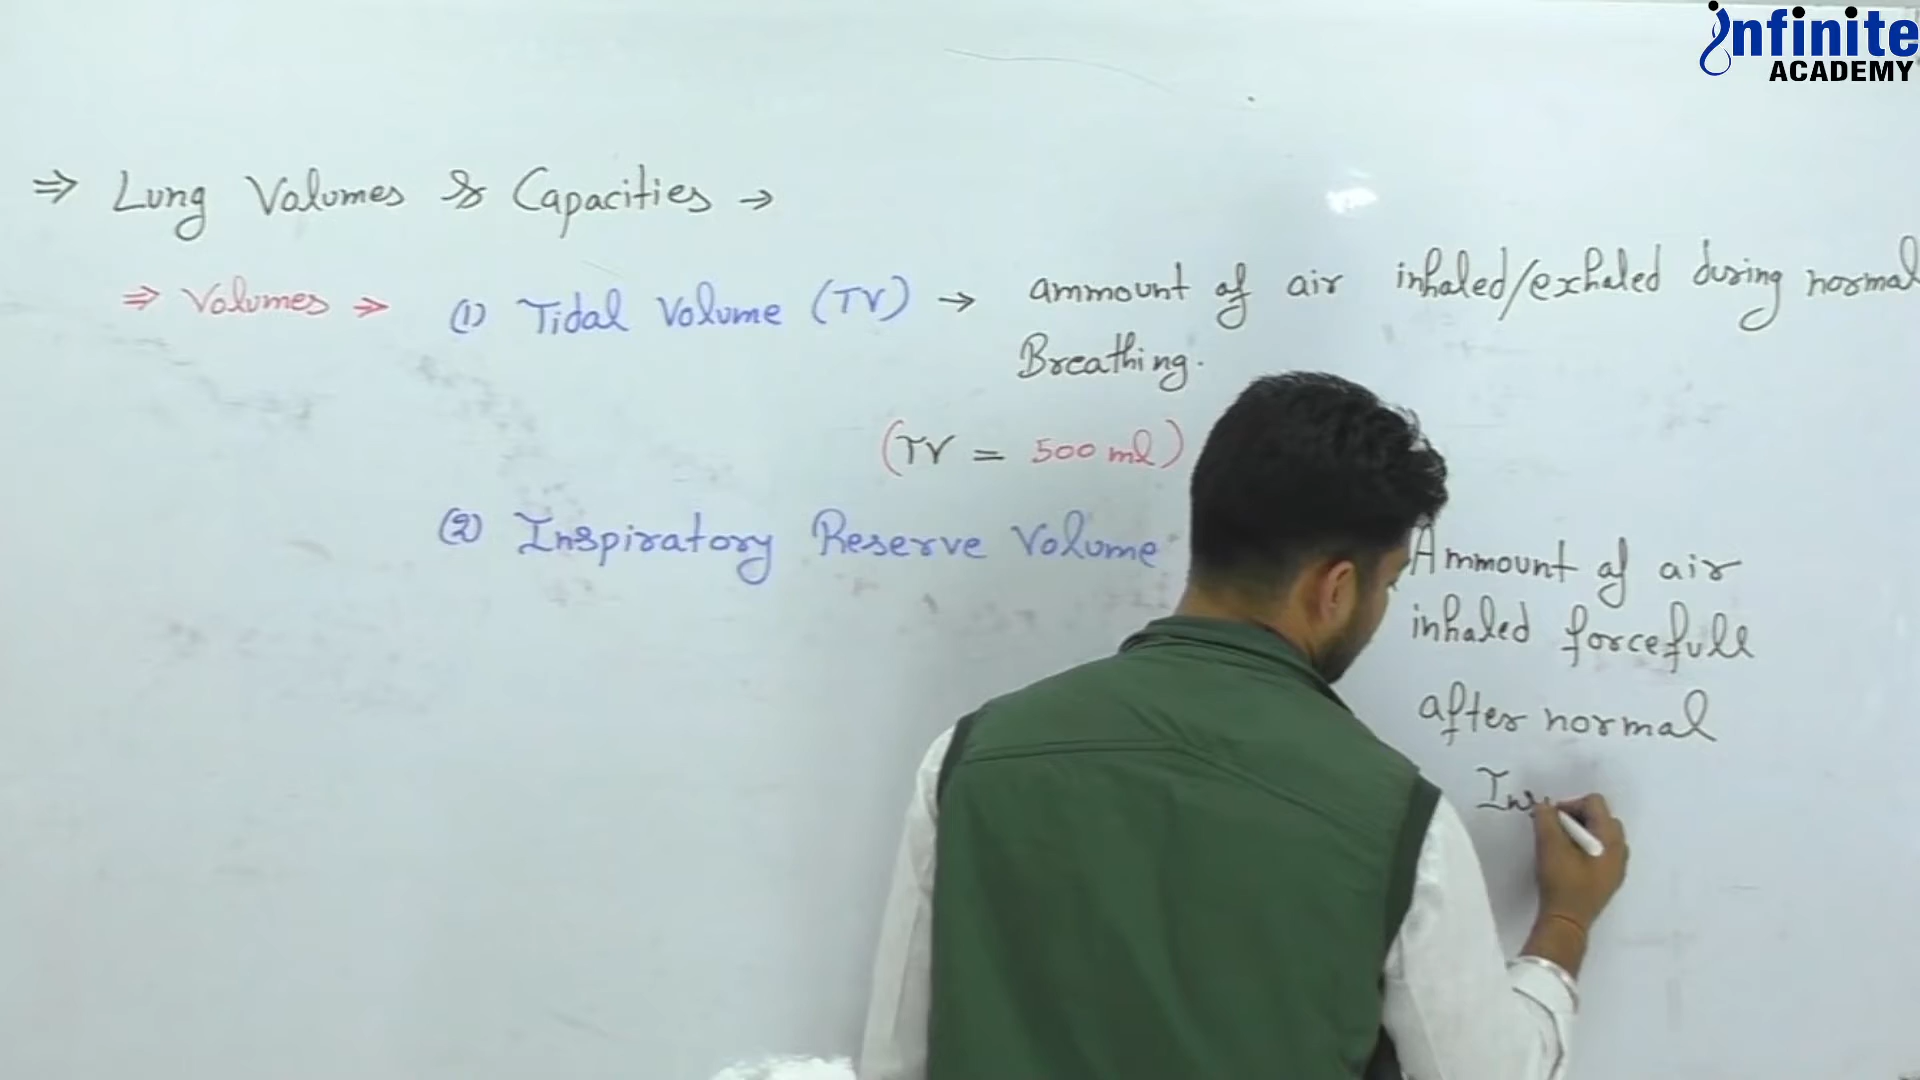 infinite
ACADEMY
⇒ Lung Volumes & Capacities →
⇒ Volumes ⇒ (1) Tidal Volume (TV) → ammount of air inhaled/exhaled during normal
Breathing.
(TV = 500 ml)
(2) Inspiratory Reserve Volume
Ammount of air
inhaled forcefull
after normal
Ins